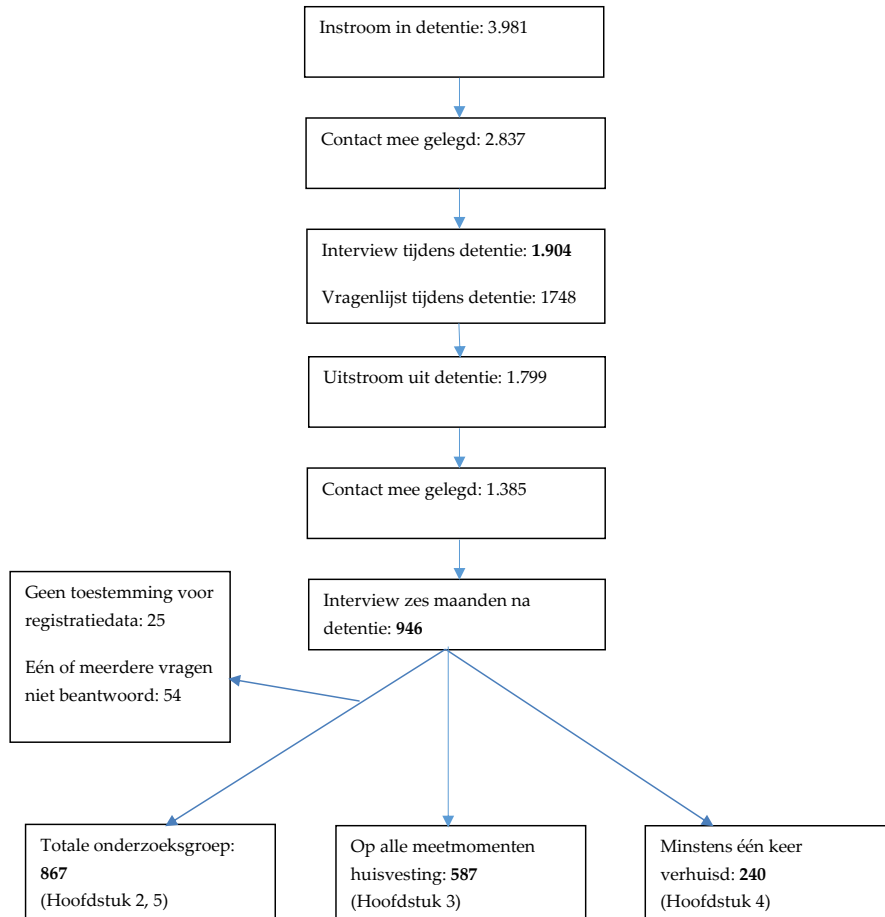 Instroom in detentie: 3.981
Contact mee gelegd: 2.837
Interview tijdens detentie: 1.904
Vragenlijst tijdens detentie: 1748
Uitstroom uit detentie: 1.799
Contact mee gelegd: 1.385
Geen toestemming voor
registratiedata: 25
Eén of meerdere vragen
niet beantwoord: 54
Interview zes maanden na
detentie: 946
Totale onderzoeksgroep:
867
(Hoofdstuk 2, 5)
Op alle meetmomenten
huisvesting: 587
(Hoofdstuk 3)
Minstens één keer
verhuisd: 240
(Hoofdstuk 4)